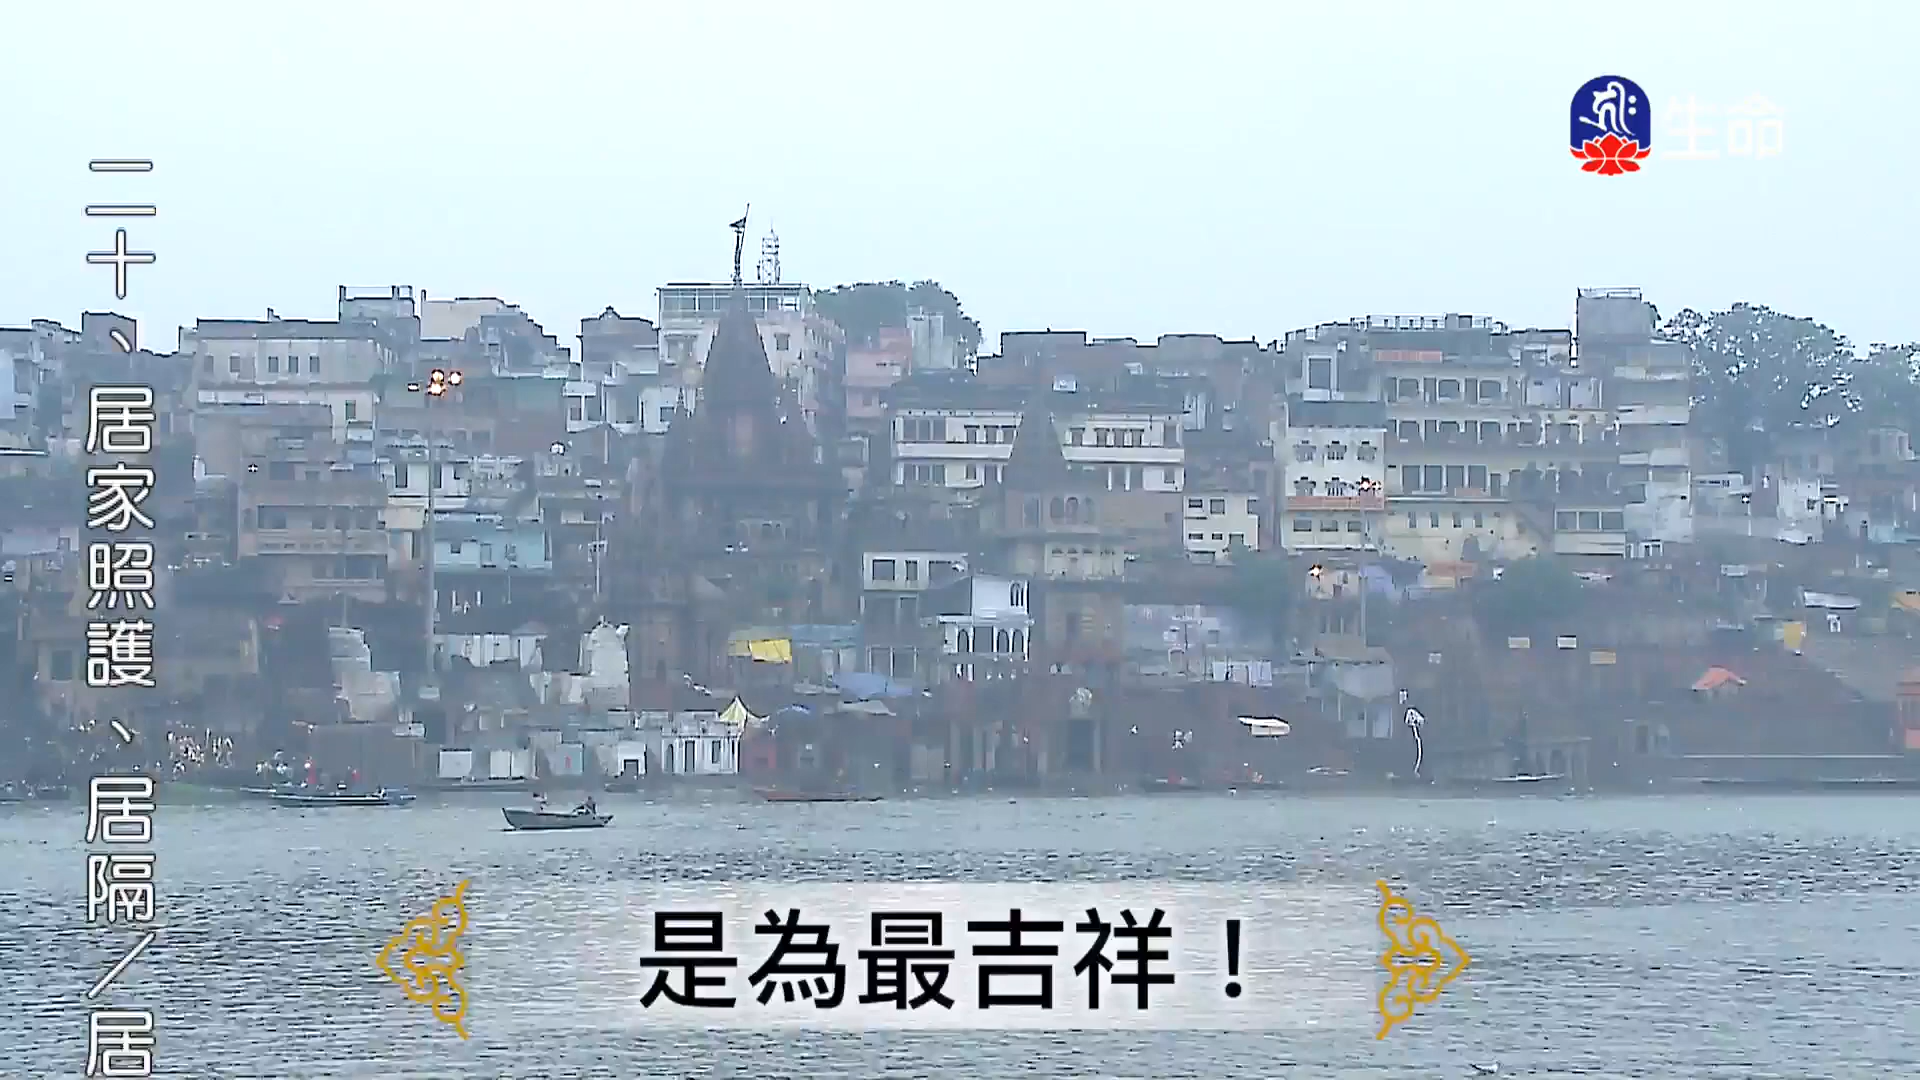 生命
二十、居家照護、居隔／居
是為最吉祥！